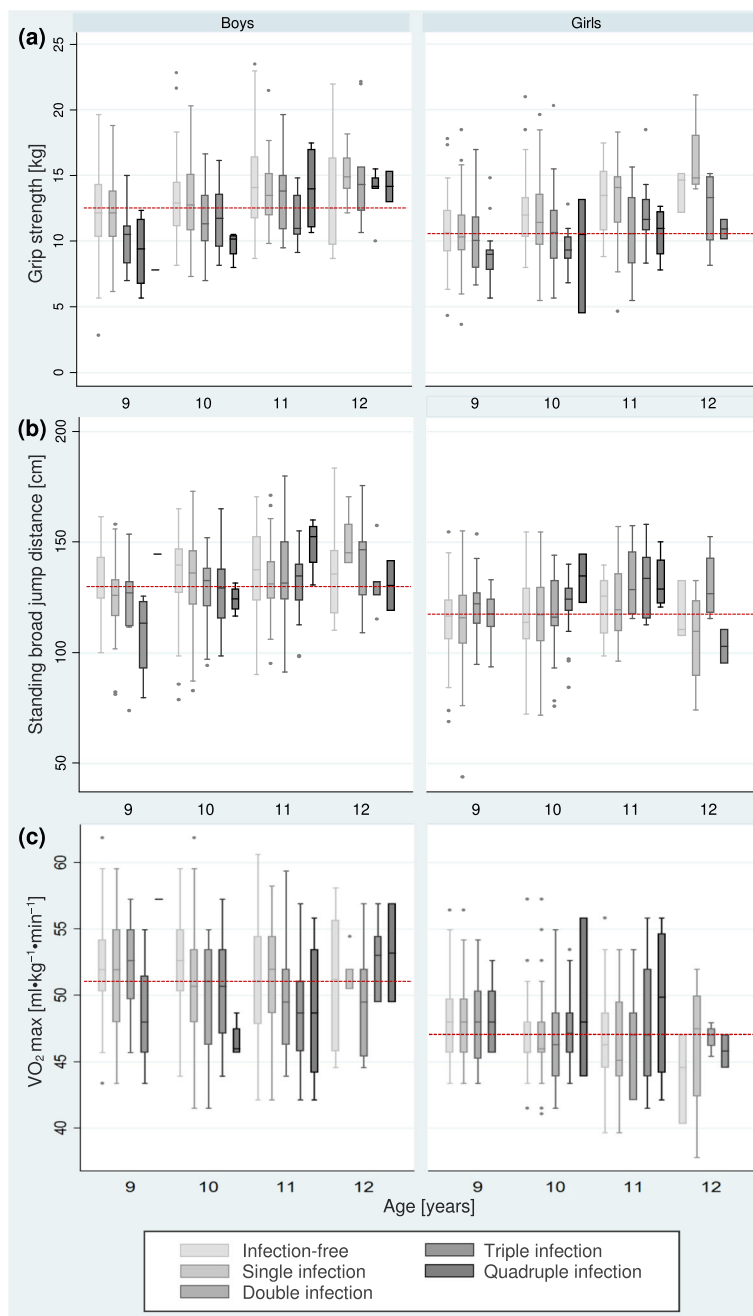 Boys Girls
(a)
Grip strength [kg]
25
20
15
10
5
0
9 10 11 12 9 10 11 12
(b)
Standing broad jump distance [cm]
200
150
100
50
9 10 11 12 9 10 11 12
(c)
VO₂ max [ml•kg⁻¹•min⁻¹]
60
55
50
45
40
9 10 11 12 9 10 11 12
Age [years]
Infection-free Triple infection
Single infection Quadruple infection
Double infection